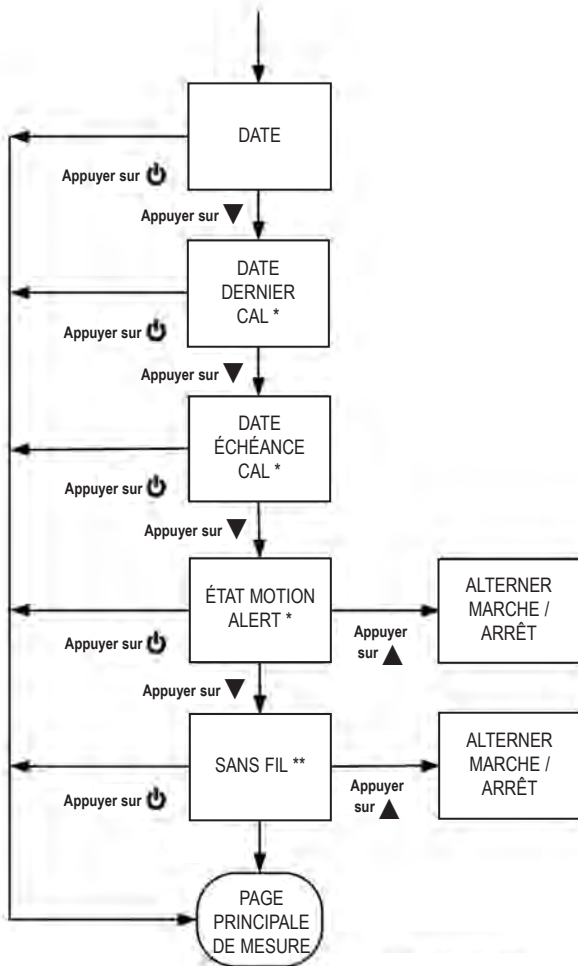 DATE
Appuyer sur
Appuyer sur ▼
DATE
DERNIER
CAL *
Appuyer sur
Appuyer sur ▼
DATE
ÉCHÉANCE
CAL *
Appuyer sur
Appuyer sur ▼
ÉTAT MOTION
ALERT *
Appuyer
sur ▲
ALTERNER
MARCHE /
ARRÊT
Appuyer sur
Appuyer sur ▼
SANS FIL **
Appuyer
sur ▲
ALTERNER
MARCHE /
ARRÊT
Appuyer sur
PAGE
PRINCIPALE
DE MESURE